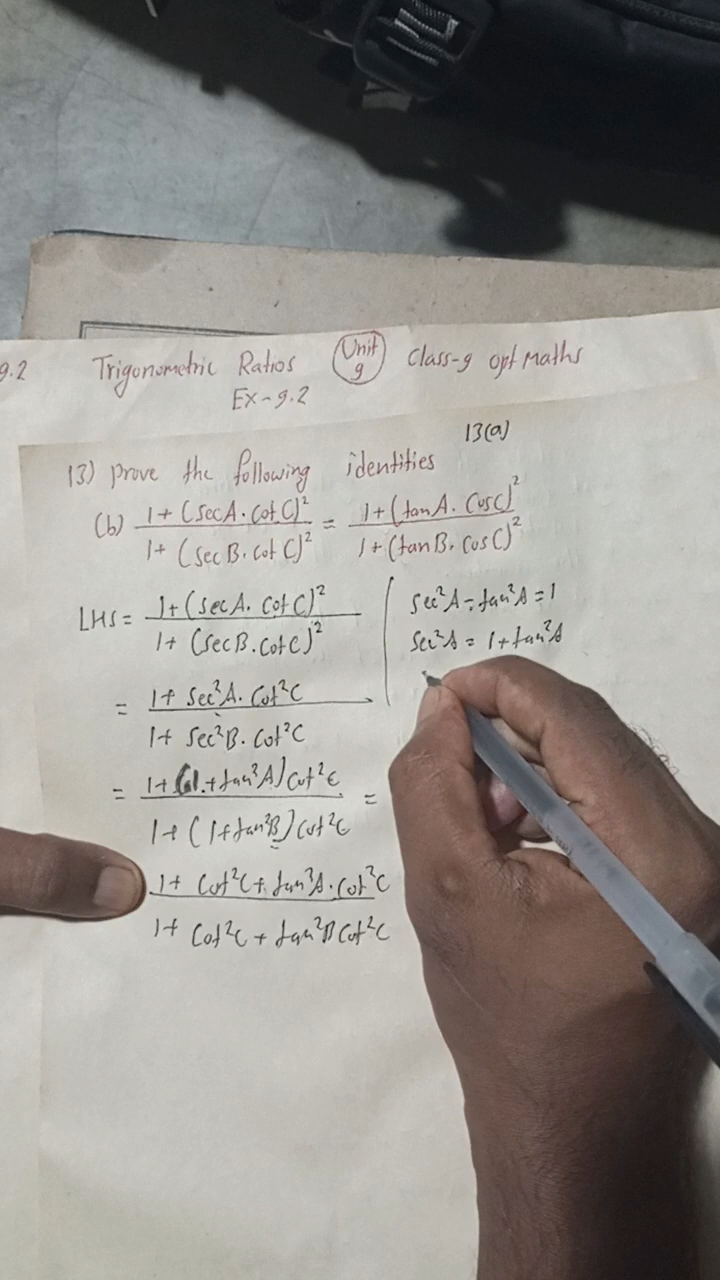 9.2 Trigonometric Ratios Unit 9 Class-9 opt maths
Ex-9.2
13(a)
13) prove the following identities
(b) 1+(secA.cotC)²/1+(secB.cotC)² = 1+(tanA.CosC)²/1+(tanB.CosC)²
LHS = 1+(secA.cotC)²/1+(secB.cotC)²
sec²A-tan²A=1
sec²A = 1+tan²A
= 1+sec²A.cot²C/1+sec²B.cot²C
= 1+(1+tan²A)cot²C/1+(1+tan²B)cot²C =
1+cot²C+tan²A.cot²C/1+cot²C+tan²Bcot²C